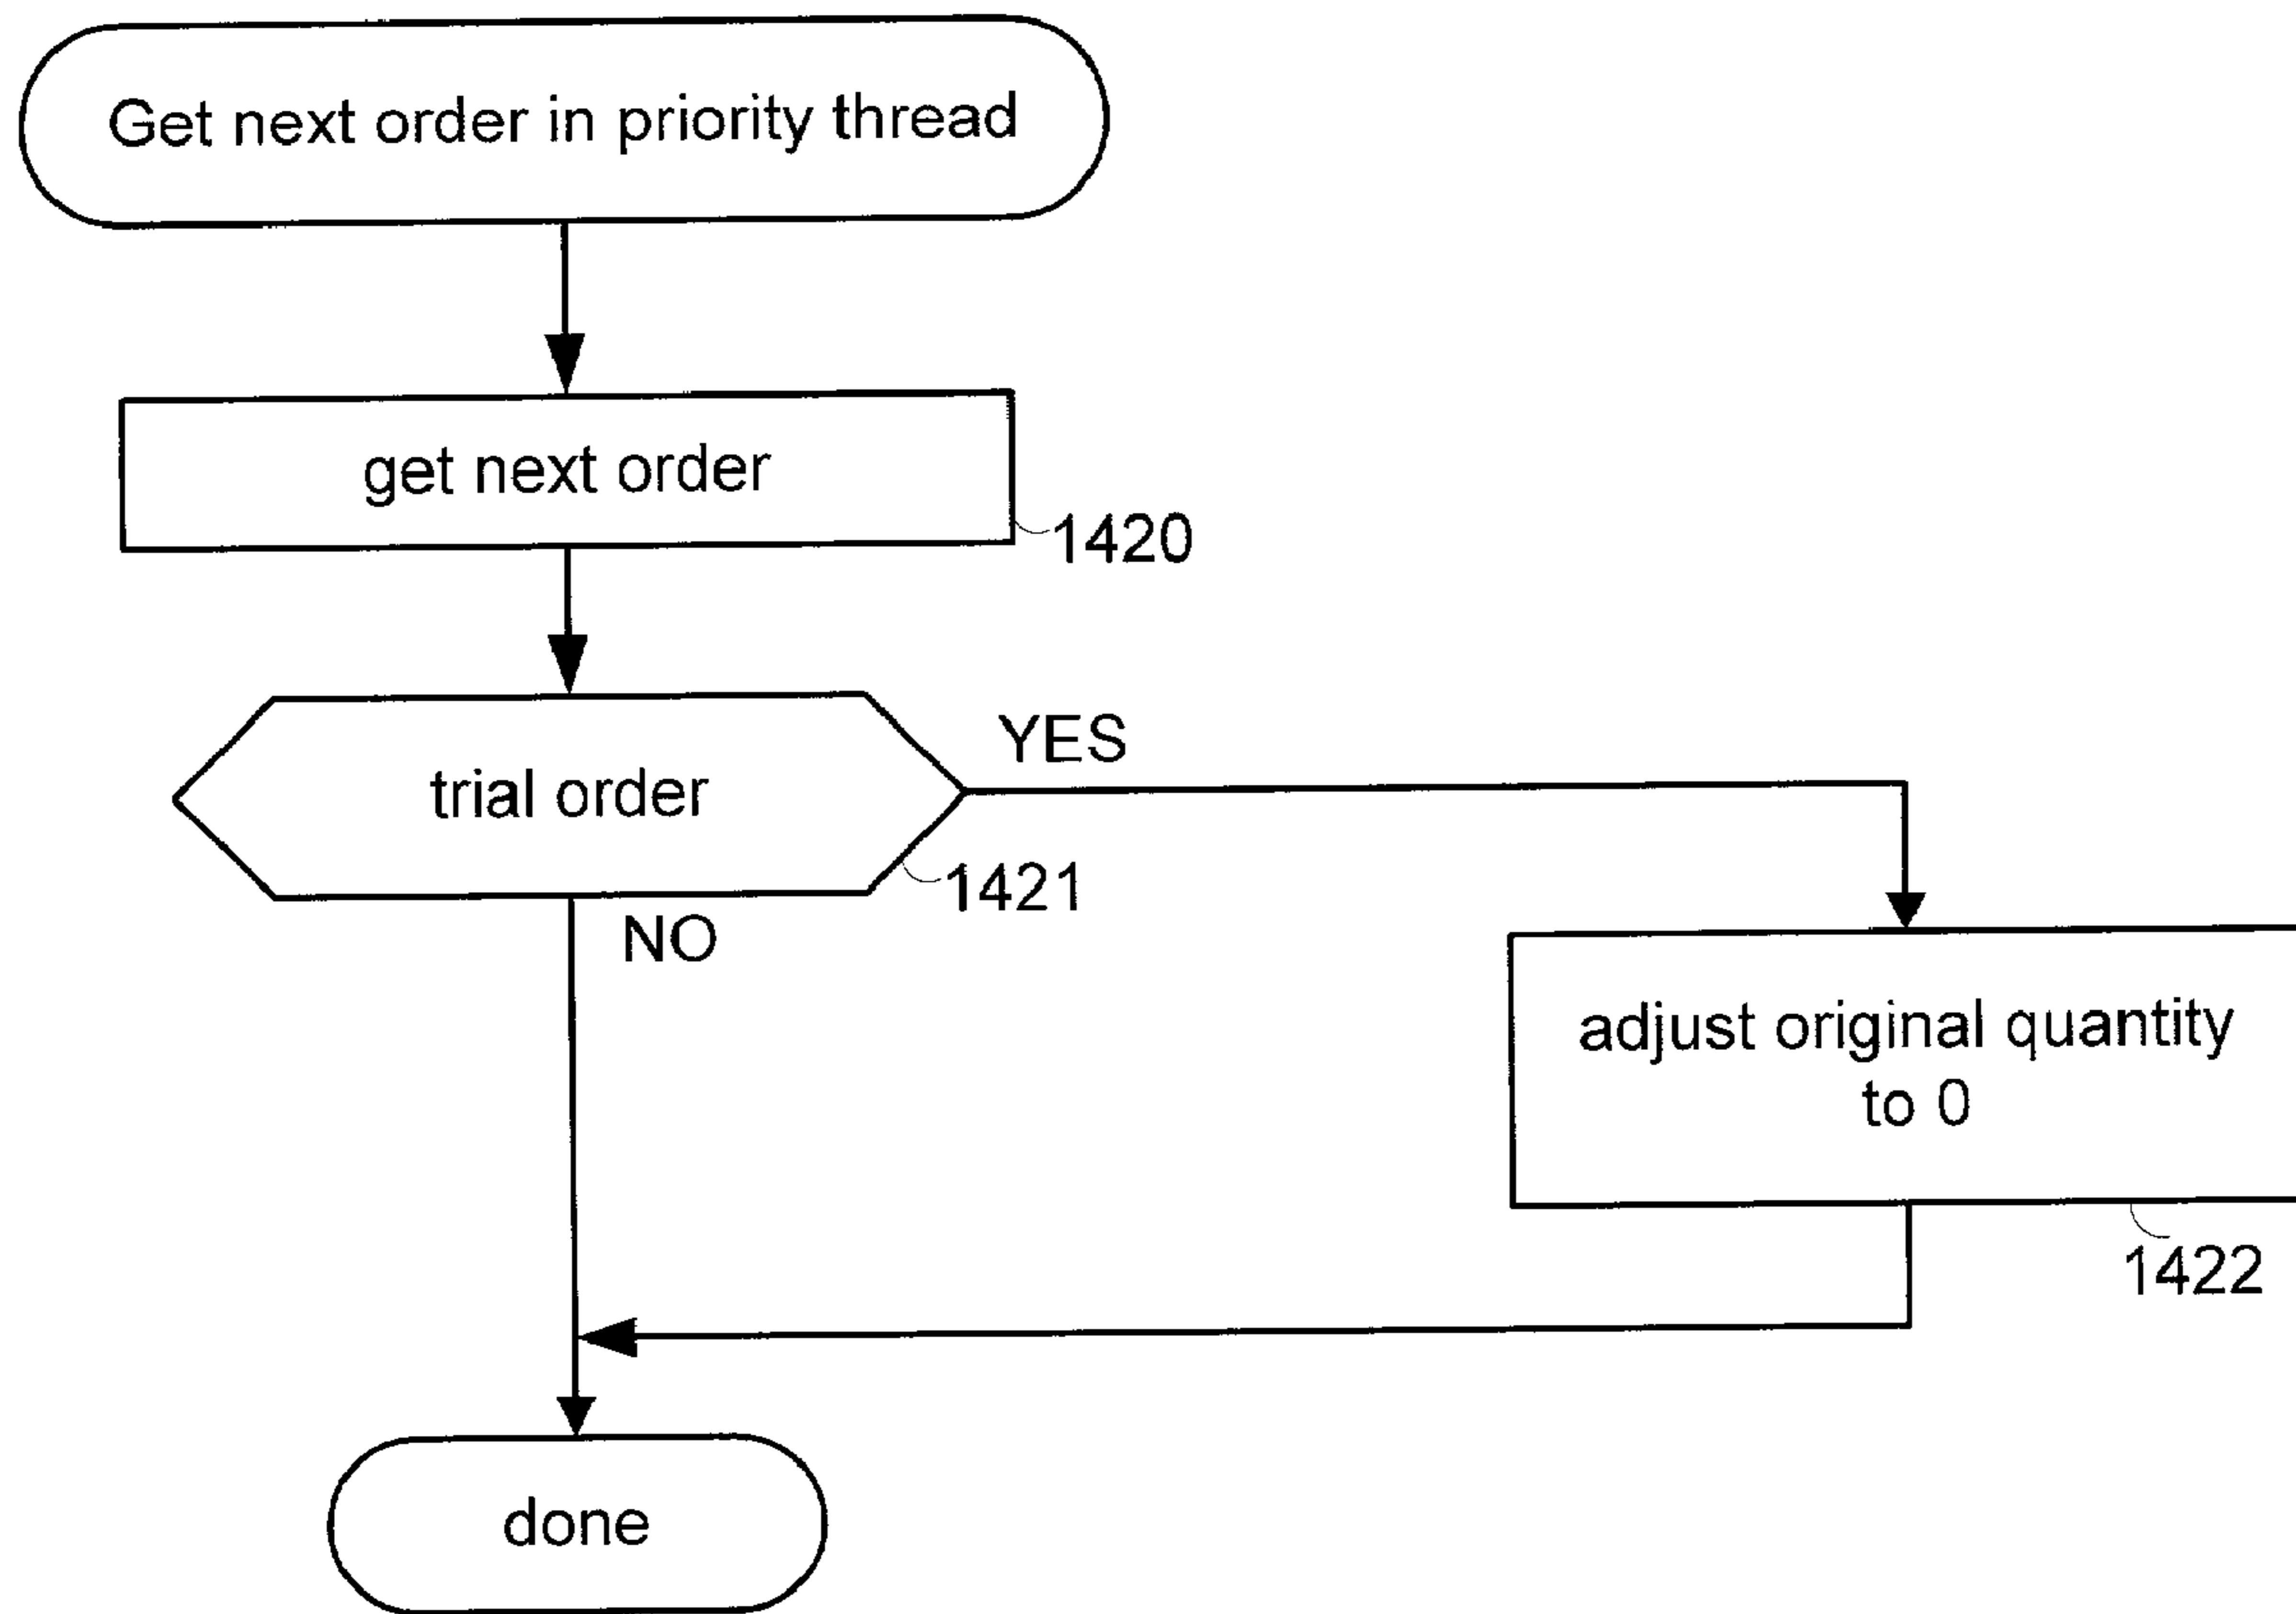 Get next order in priority thread
get next order
1420
trial order
YES
1421
NO
adjust original quantity
to 0
1422
done